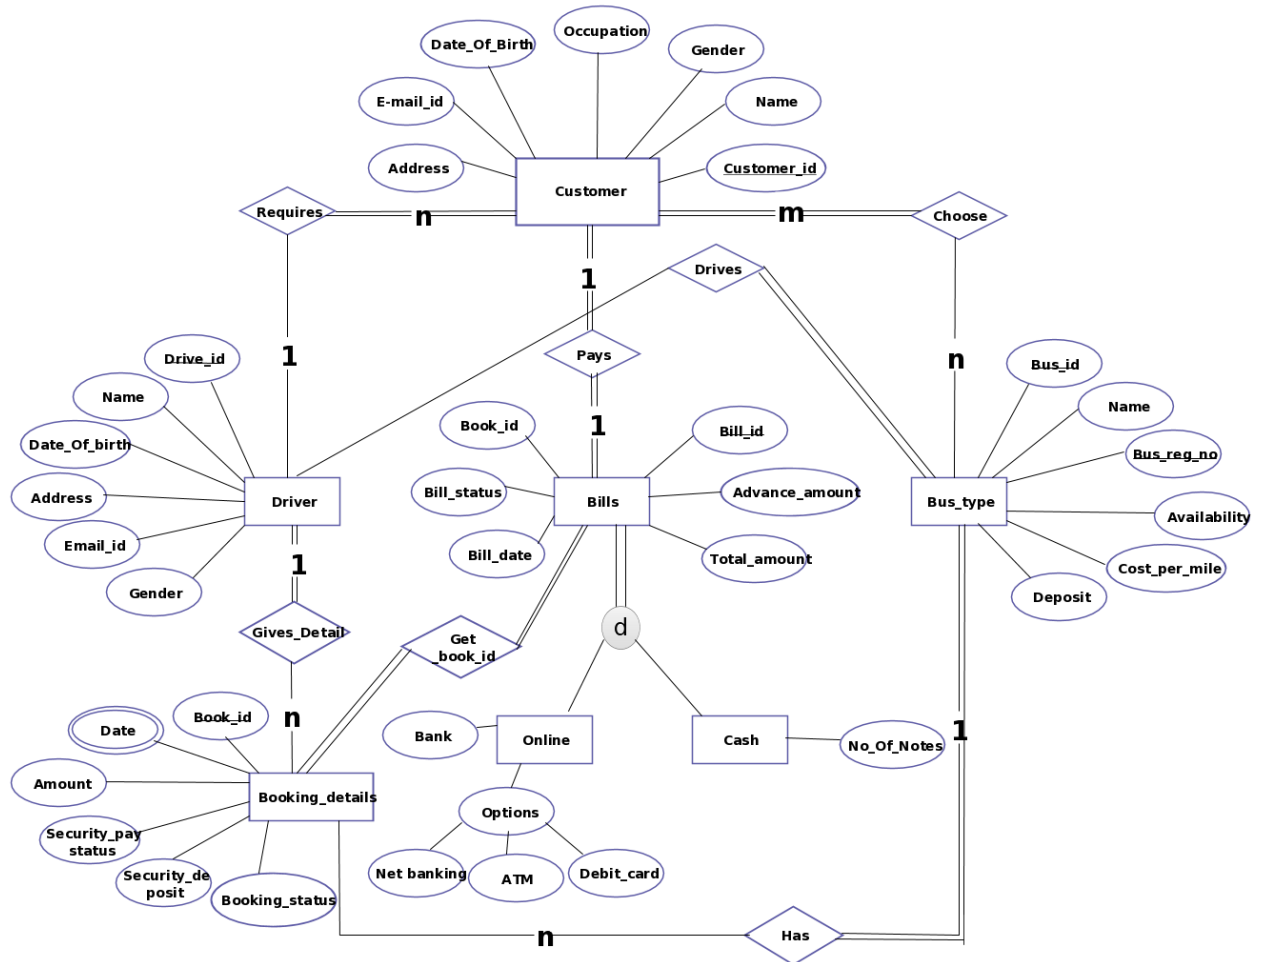 Occupation
Date_Of_Birth
Gender
E-mail_id
Name
Address
Customer_id
Customer
Requires
n
m
Choose
Drives
1
Pays
1
Drive_id
n
Bus_id
Name
Name
Book_id
1
Bill_id
Date_Of_birth
Bus_reg_no
Address
Bill_status
Advance_amount
Driver
Bills
Bus_type
Availability
Email_id
Bill_date
Total_amount
1
Cost_per_mile
Gender
Deposit
Gives_Detail
Get
_book_id
d
Date
Book_id
n
Bank
Online
Cash
No_Of_Notes
1
Amount
Booking_details
Options
Security_pay
status
Security_de
posit
Booking_status
Net banking
ATM
Debit_card
n
Has